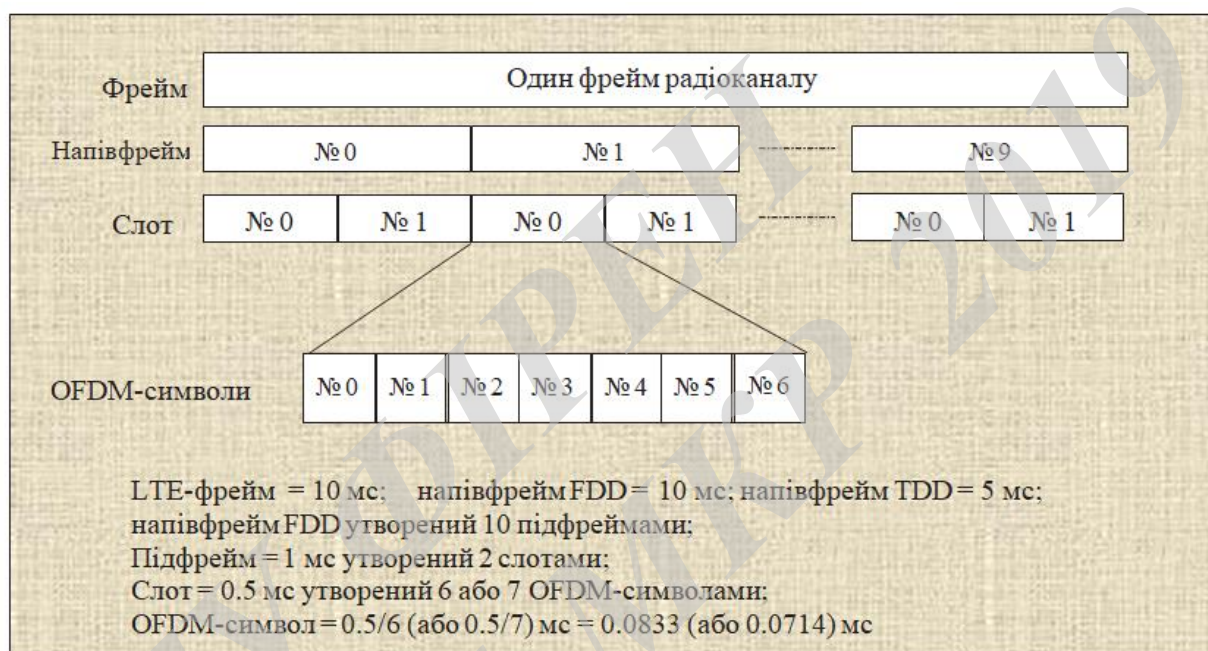 Фрейм Один фрейм радіоканалу
Напівфрейм № 0 № 1 № 9
Слот № 0 № 1 № 0 № 1 № 0 № 1
OFDM-символи № 0 № 1 № 2 № 3 № 4 № 5 № 6
LTE-фрейм = 10 мс; напівфрейм FDD = 10 мс; напівфрейм TDD = 5 мс;
напівфрейм FDD утворений 10 підфреймами;
Підфрейм = 1 мс утворений 2 слотами;
Слот = 0.5 мс утворений 6 або 7 OFDM-символами;
OFDM-символ = 0.5/6 (або 0.5/7) мс = 0.0833 (або 0.0714) мс
МКР 2019